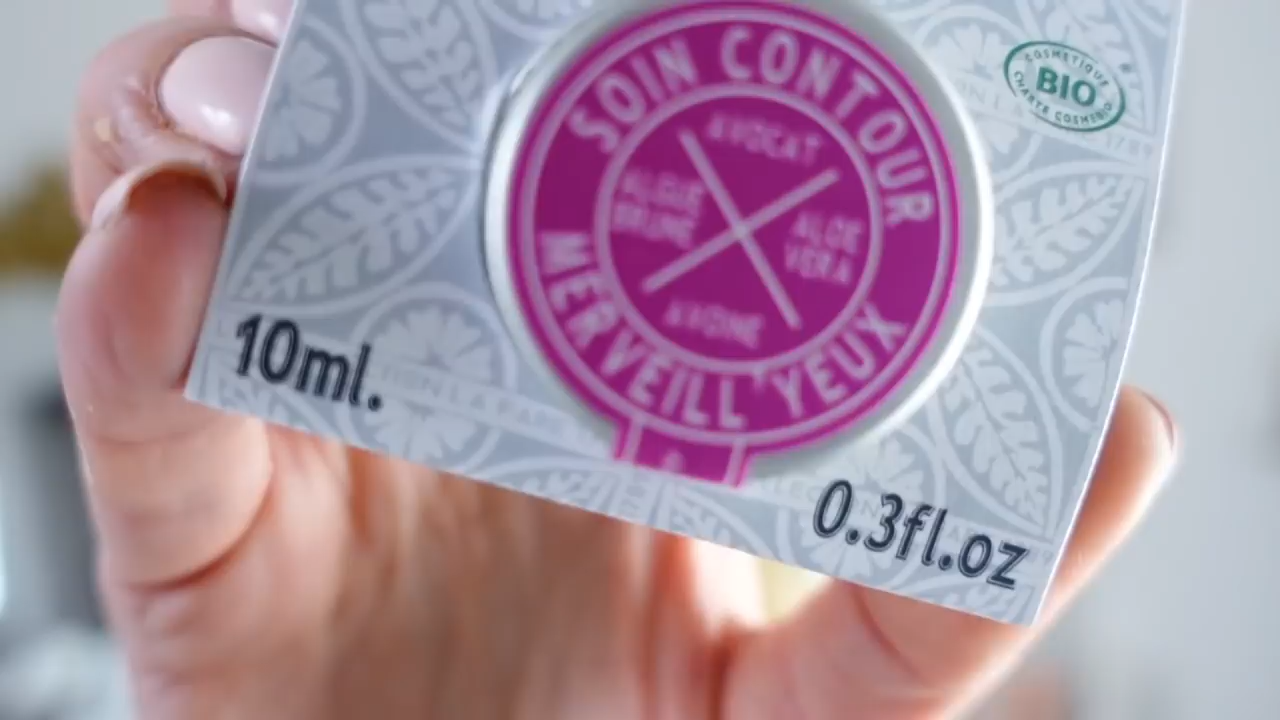 SOIN CONTOUR
AVOCAT
ALGUE
BRUNE
ALOE
VERA
AVOINE
MERVEILL'YEUX
COSMETIQUE
BIO
CHARTE COSMEBIO
10ml.
0.3fl.oz